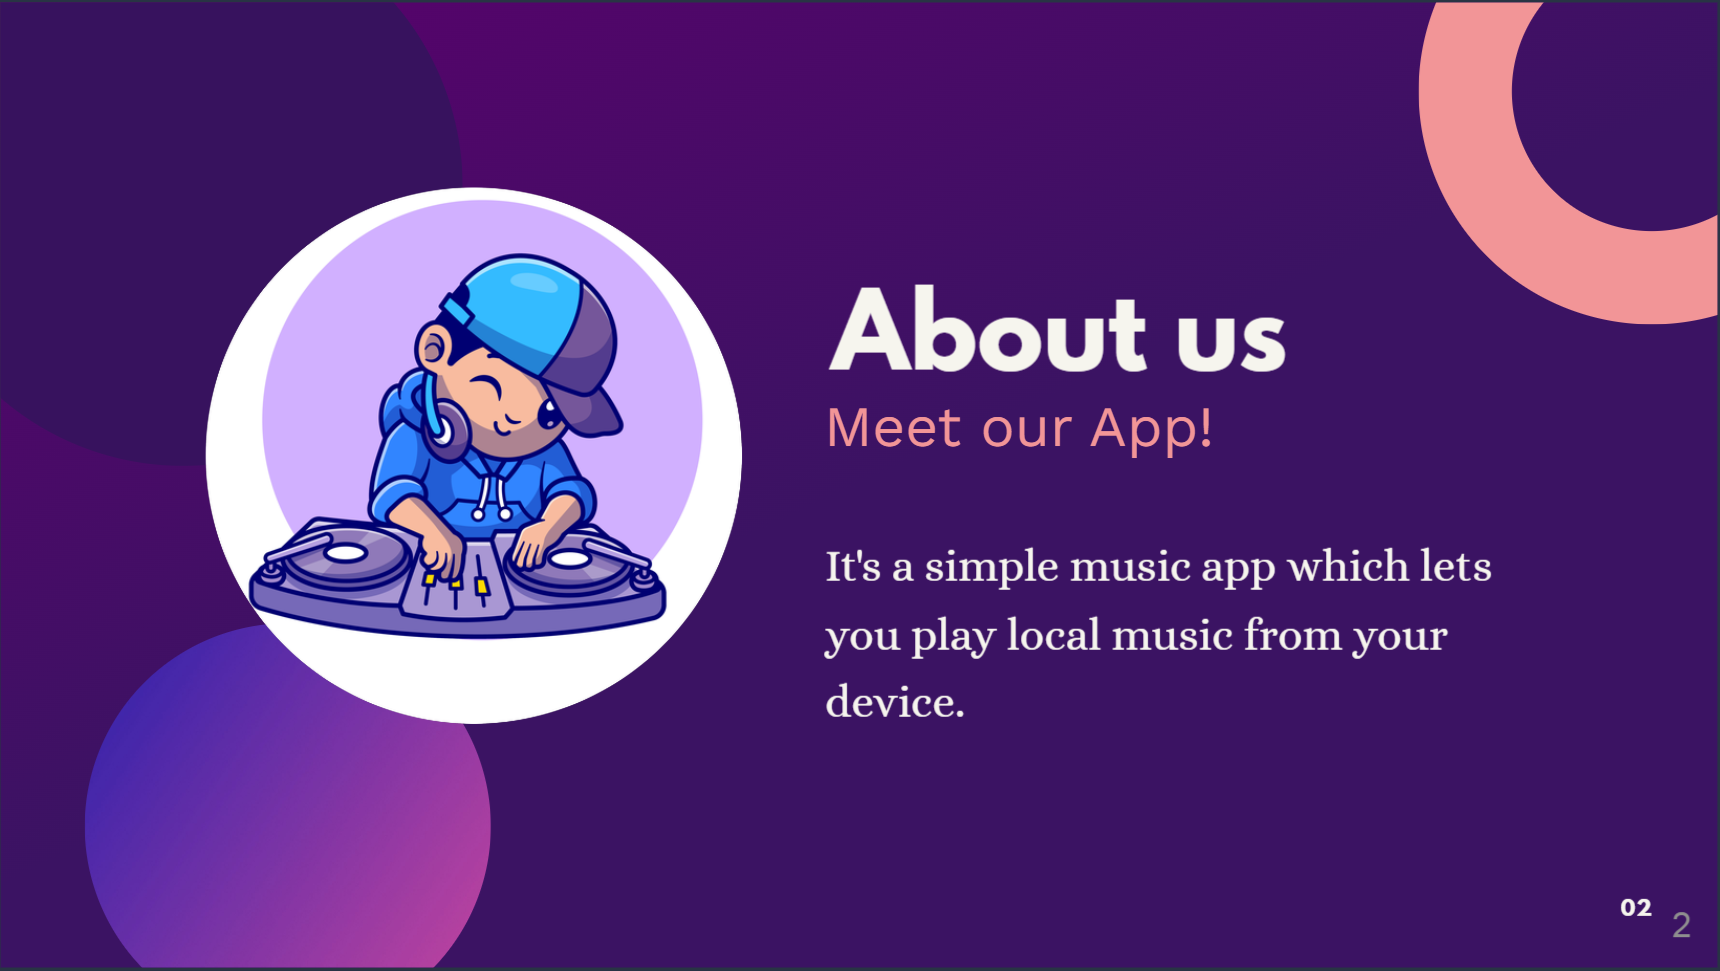 About us
Meet our App!
It's a simple music app which lets
you play local music from your
device.
02
2